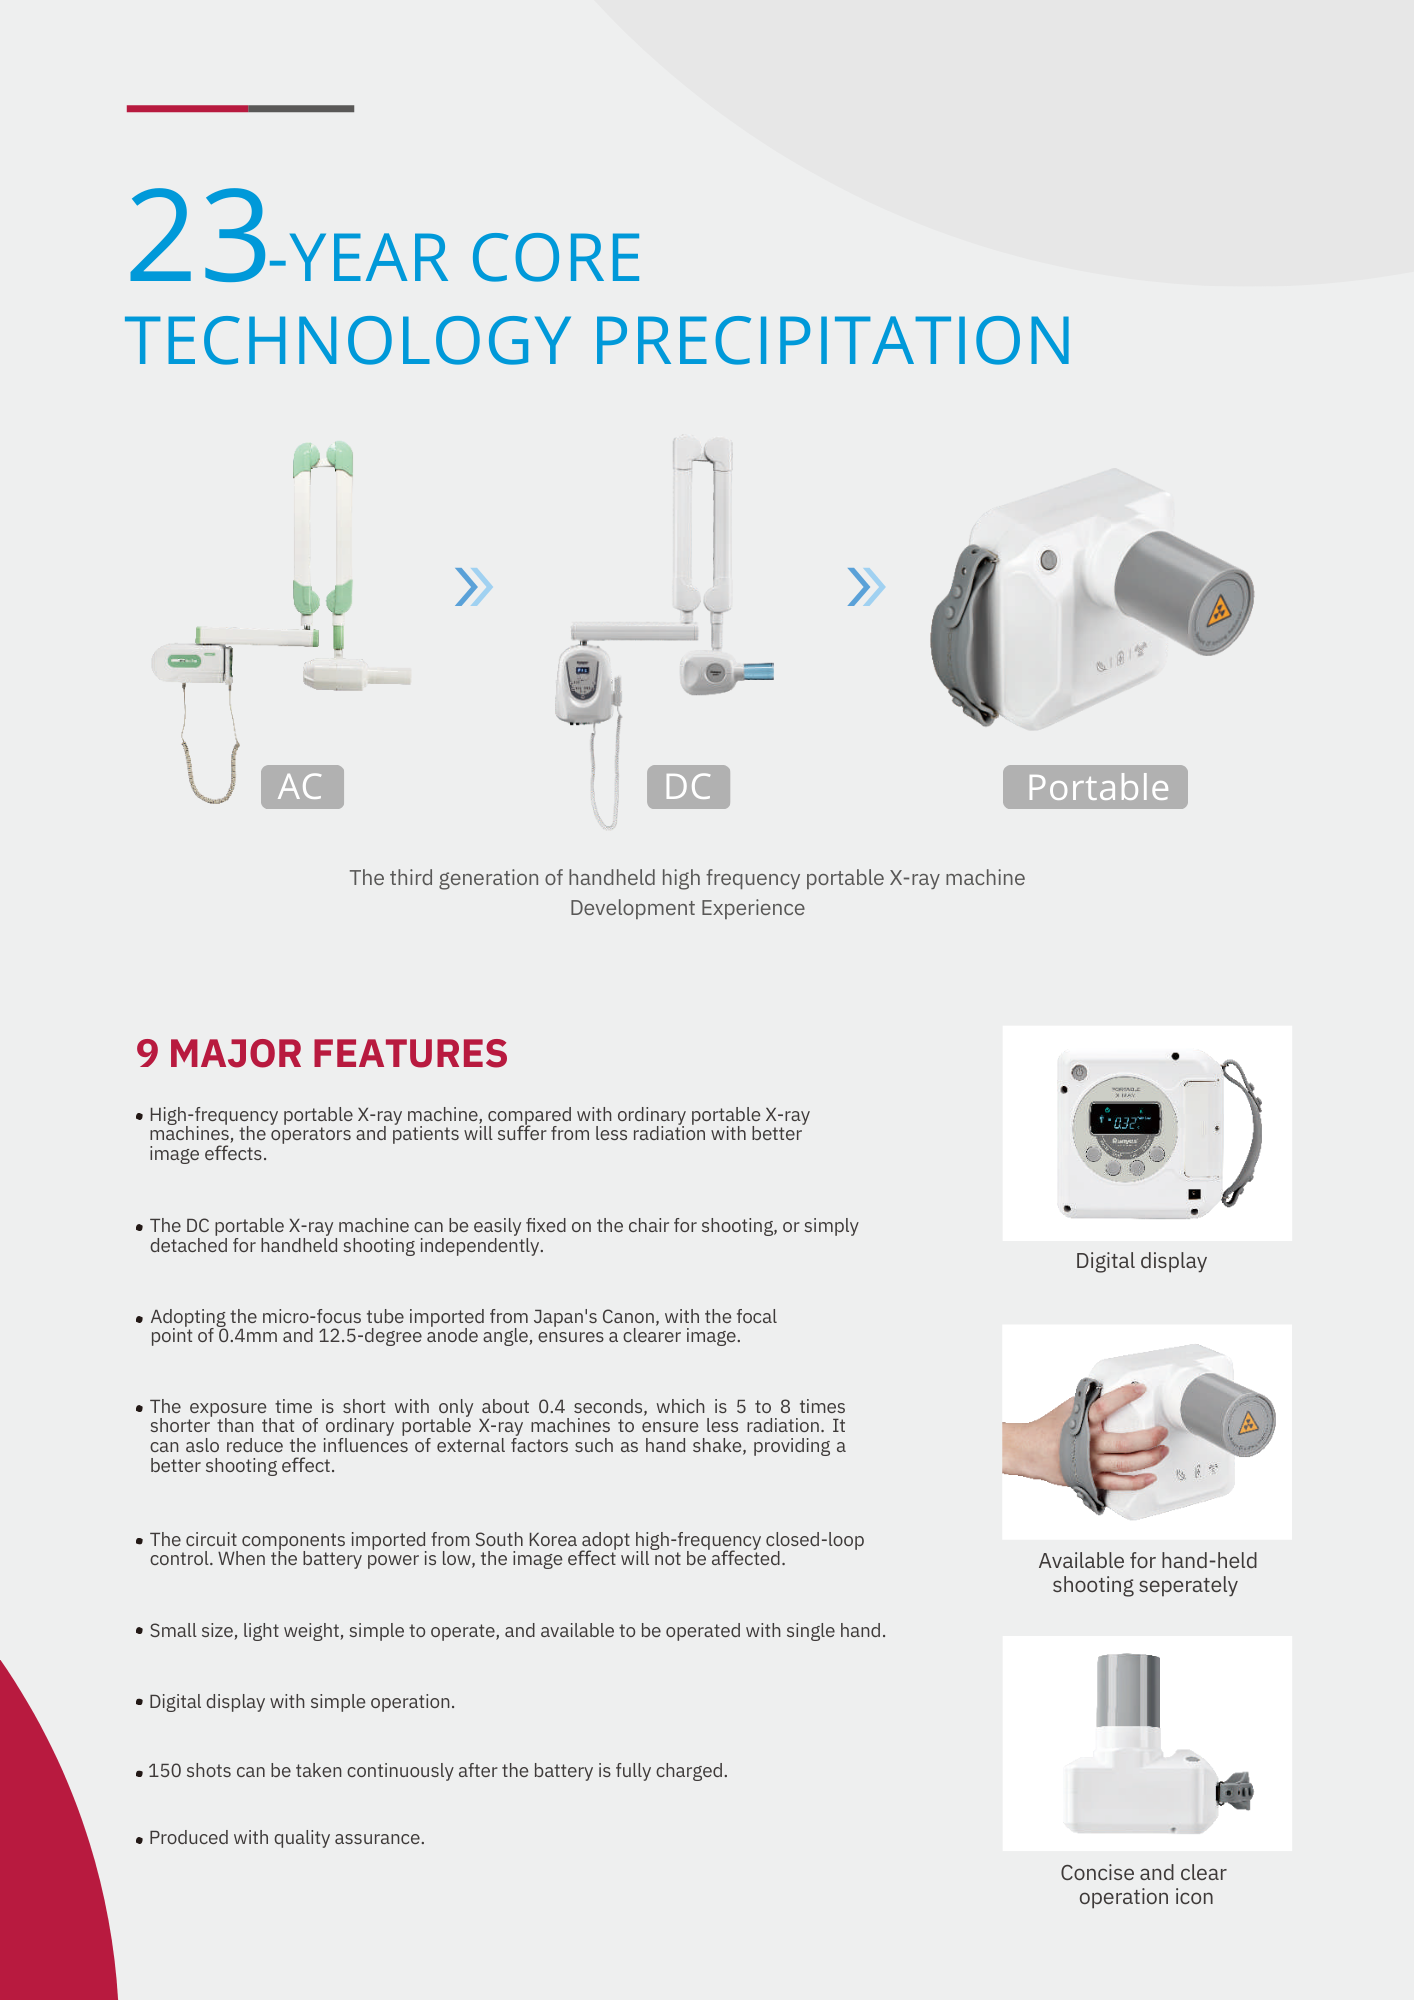 23-YEAR CORE
TECHNOLOGY PRECIPITATION
AC
DC
Portable
The third generation of handheld high frequency portable X-ray machine
Development Experience
9 MAJOR FEATURES
• High-frequency portable X-ray machine, compared with ordinary portable X-ray
machines, the operators and patients will suffer from less radiation with better
image effects.
• The DC portable X-ray machine can be easily fixed on the chair for shooting, or simply
detached for handheld shooting independently.
• Adopting the micro-focus tube imported from Japan's Canon, with the focal
point of 0.4mm and 12.5-degree anode angle, ensures a clearer image.
• The exposure time is short with only about 0.4 seconds, which is 5 to 8 times
shorter than that of ordinary portable X-ray machines to ensure less radiation. It
can aslo reduce the influences of external factors such as hand shake, providing a
better shooting effect.
• The circuit components imported from South Korea adopt high-frequency closed-loop
control. When the battery power is low, the image effect will not be affected.
• Small size, light weight, simple to operate, and available to be operated with single hand.
• Digital display with simple operation.
• 150 shots can be taken continuously after the battery is fully charged.
• Produced with quality assurance.
PORTABLE
X-RAY
0.32
Runyes
Digital display
Available for hand-held
shooting seperately
Concise and clear
operation icon